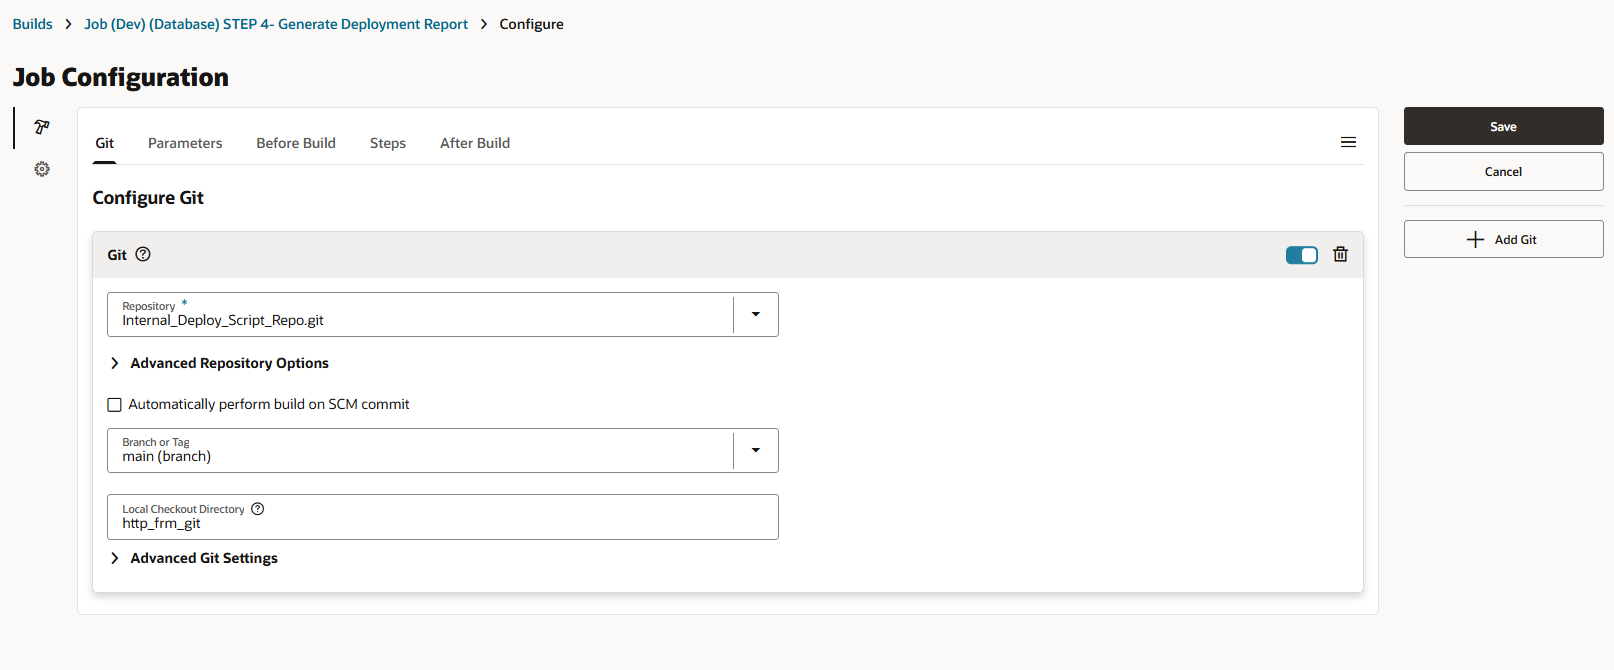 Builds > Job (Dev) (Database) STEP 4- Generate Deployment Report > Configure
Job Configuration
Git Parameters Before Build Steps After Build
Save
Cancel
Add Git
Configure Git
Git
Repository *
Internal_Deploy_Script_Repo.git
Advanced Repository Options
Automatically perform build on SCM commit
Branch or Tag
main (branch)
Local Checkout Directory
http_frm_git
Advanced Git Settings